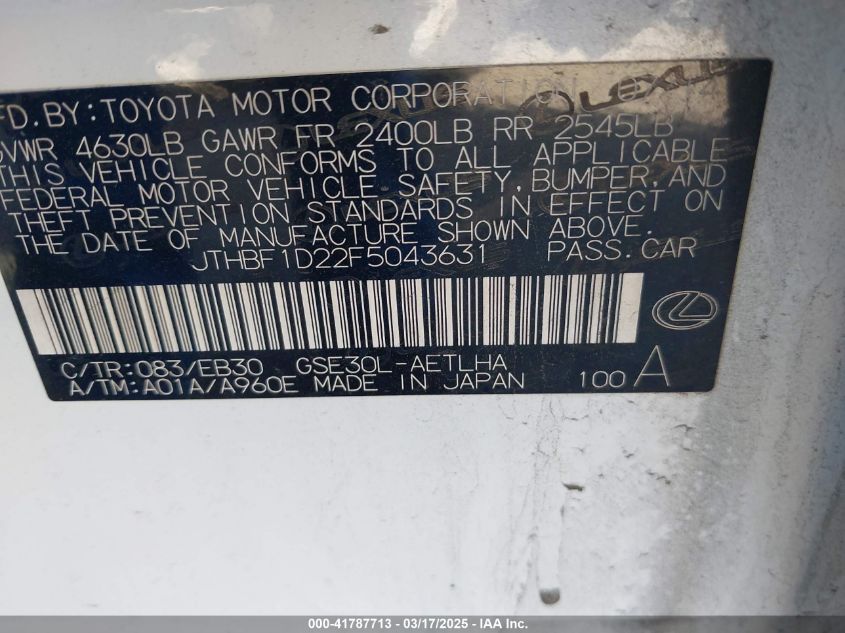 FD. BY: TOYOTA MOTOR CORPORATION
GVWR 4630LB GAWR FR 2400LB RR 2545LB
THIS VEHICLE CONFORMS TO ALL APPLICABLE
FEDERAL MOTOR VEHICLE SAFETY, BUMPER, AND
THEFT PREVENTION STANDARDS IN EFFECT ON
THE DATE OF MANUFACTURE SHOWN ABOVE.
JTHBF1D22F5043631 PASS. CAR
C/TR: 083/EB30 GSE30L-AETLHA
A/TM: A01A/A960E MADE IN JAPAN 100 A
000-41787713 - 03/17/2025 - IAA Inc.